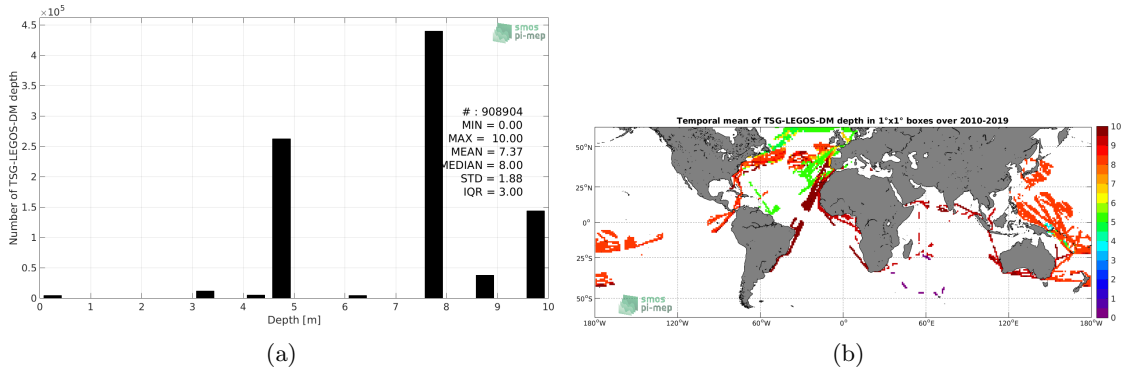 ×10⁵
4.5
4
3.5
3
2.5
2
1.5
1
0.5
0
Number of TSG-LEGOS-DM depth
smos
pi-mep
# : 908904
MIN = 0.00
MAX = 10.00
MEAN = 7.37
MEDIAN = 8.00
STD = 1.88
IQR = 3.00
0 1 2 3 4 5 6 7 8 9 10
Depth [m]
(a)
Temporal mean of TSG-LEGOS-DM depth in 1°x1° boxes over 2010-2019
50°N
25°N
0°
25°S
50°S
180°W 120°W 60°W 0° 60°E 120°E 180°E
smos
pi-mep
10
9
8
7
6
5
4
3
2
1
0
(b)